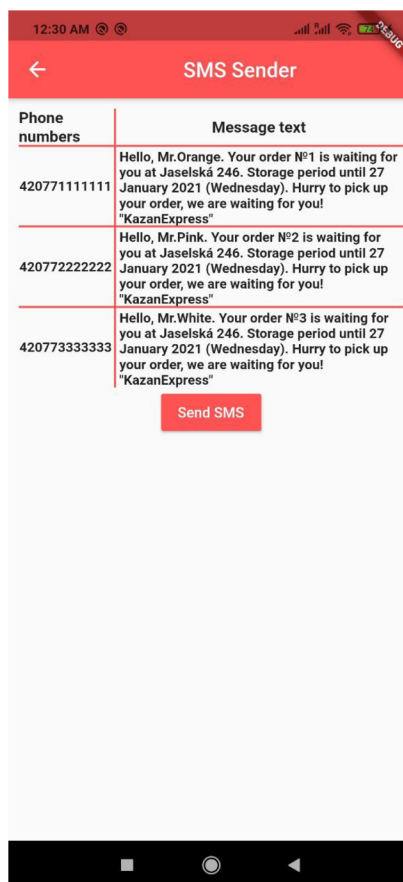 12:30 AM
DEBUG
SMS Sender
Phone
numbers
Message text
Hello, Mr.Orange. Your order №1 is waiting for
you at Jaselská 246. Storage period until 27
420771111111 January 2021 (Wednesday). Hurry to pick up
your order, we are waiting for you!
"KazanExpress"
Hello, Mr.Pink. Your order №2 is waiting for
you at Jaselská 246. Storage period until 27
420772222222 January 2021 (Wednesday). Hurry to pick up
your order, we are waiting for you!
"KazanExpress"
Hello, Mr.White. Your order №3 is waiting for
you at Jaselská 246. Storage period until 27
420773333333 January 2021 (Wednesday). Hurry to pick up
your order, we are waiting for you!
"KazanExpress"
Send SMS